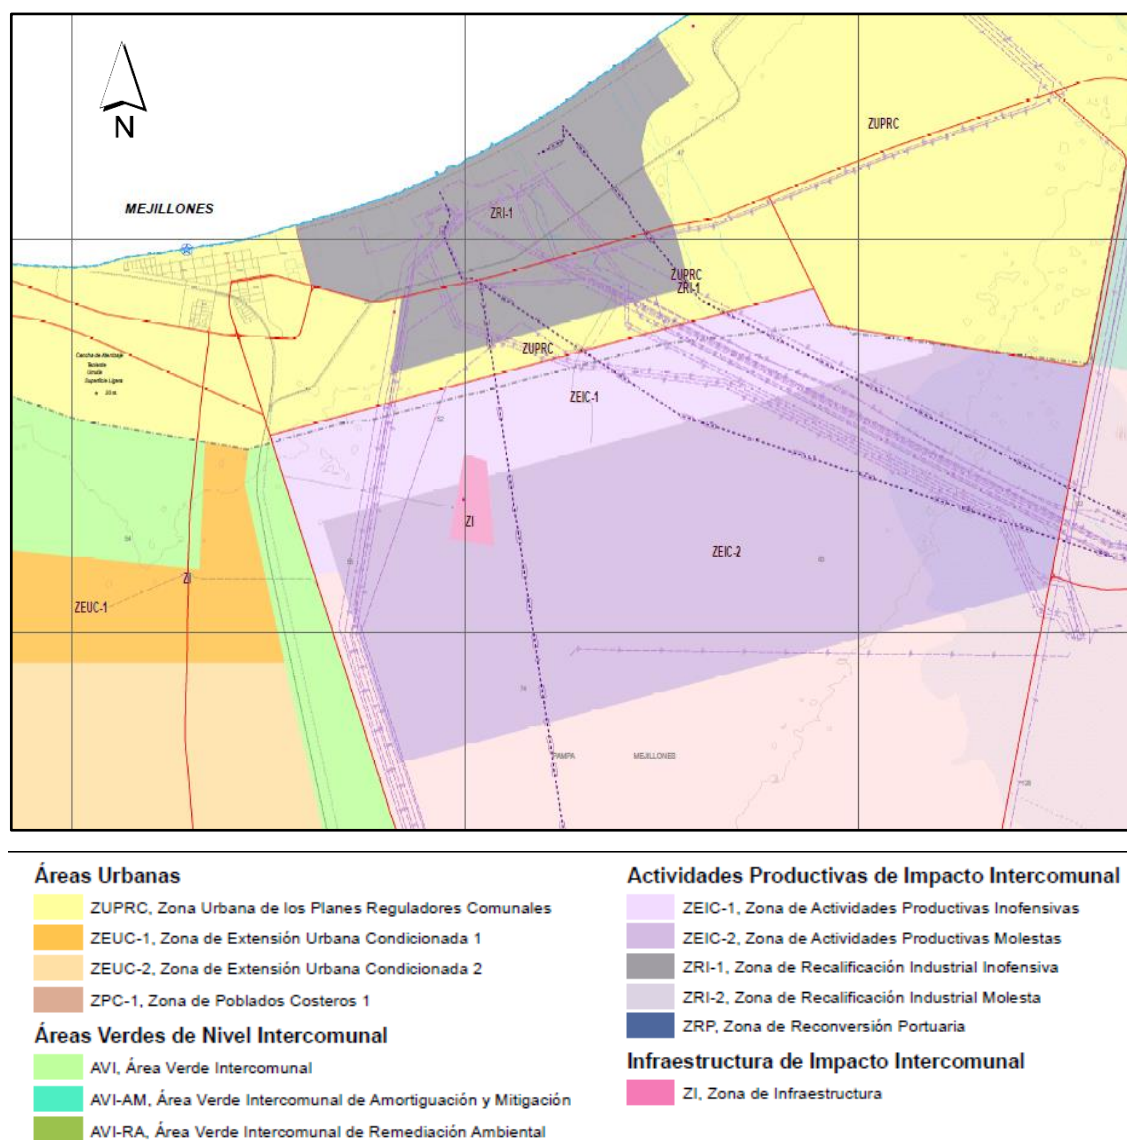 N
MEJILLONES
ZUPRC
47
ZRI-1
ZUPRC
ZRI-1
ZUPRC
Cancha de Aterrizaje
ZEIC-1
52
ZI
ZEIC-2
ZI
ZEUC-1
PAMPA MEJILLONES
Áreas Urbanas
ZUPRC, Zona Urbana de los Planes Reguladores Comunales
ZEUC-1, Zona de Extensión Urbana Condicionada 1
ZEUC-2, Zona de Extensión Urbana Condicionada 2
ZPC-1, Zona de Poblados Costeros 1
Áreas Verdes de Nivel Intercomunal
AVI, Área Verde Intercomunal
AVI-AM, Área Verde Intercomunal de Amortiguación y Mitigación
AVI-RA, Área Verde Intercomunal de Remediación Ambiental
Actividades Productivas de Impacto Intercomunal
ZEIC-1, Zona de Actividades Productivas Inofensivas
ZEIC-2, Zona de Actividades Productivas Molestas
ZRI-1, Zona de Recalificación Industrial Inofensiva
ZRI-2, Zona de Recalificación Industrial Molesta
ZRP, Zona de Reconversión Portuaria
Infraestructura de Impacto Intercomunal
ZI, Zona de Infraestructura